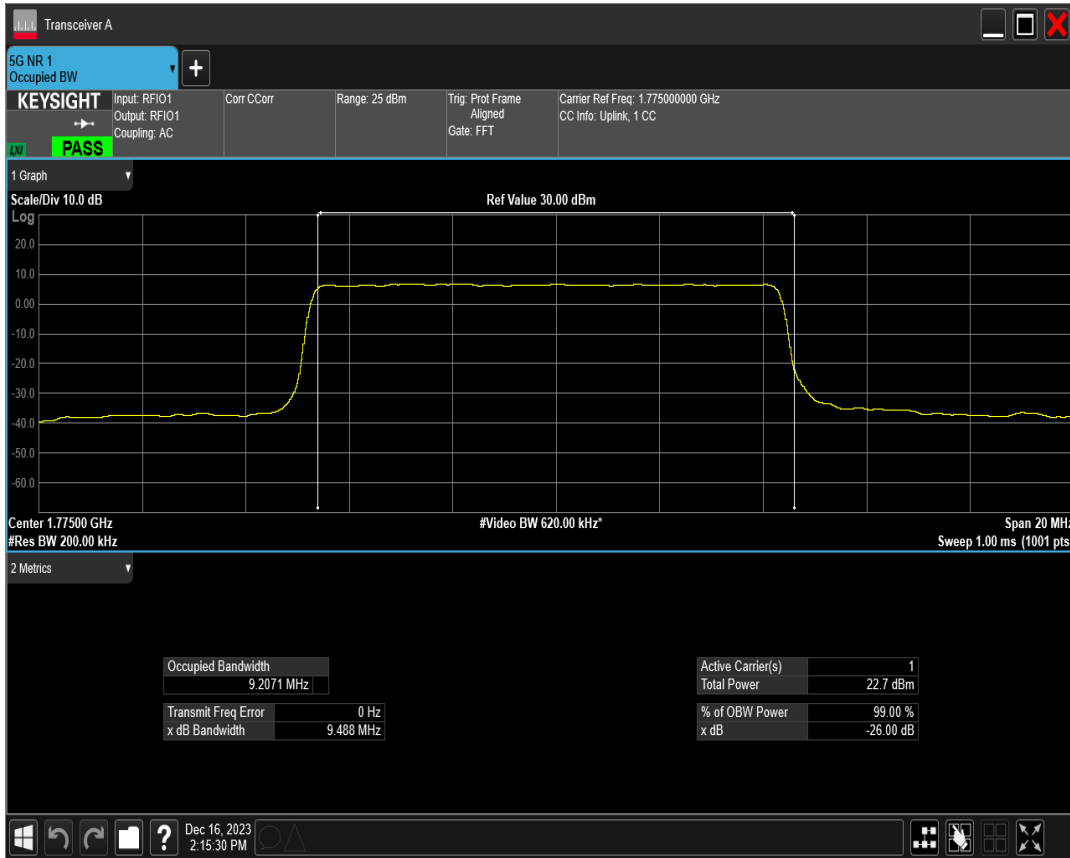 Transceiver A
5G NR 1
Occupied BW
KEYSIGHT
LXI
PASS
Input: RFIO1
Output: RFIO1
Coupling: AC
Corr CCorr
Range: 25 dBm
Trig: Prot Frame
Aligned
Gate: FFT
Carrier Ref Freq: 1.775000000 GHz
CC Info: Uplink, 1 CC
1 Graph
Scale/Div 10.0 dB
Ref Value 30.00 dBm
Log
20.0
10.0
0.00
-10.0
-20.0
-30.0
-40.0
-50.0
-60.0
Center 1.77500 GHz
#Video BW 620.00 kHz*
Span 20 MHz
#Res BW 200.00 kHz
Sweep 1.00 ms (1001 pts
2 Metrics
Occupied Bandwidth
9.2071 MHz
Transmit Freq Error 0 Hz
x dB Bandwidth 9.488 MHz
Active Carrier(s) 1
Total Power 22.7 dBm
% of OBW Power 99.00 %
x dB -26.00 dB
?
Dec 16, 2023
2:15:30 PM